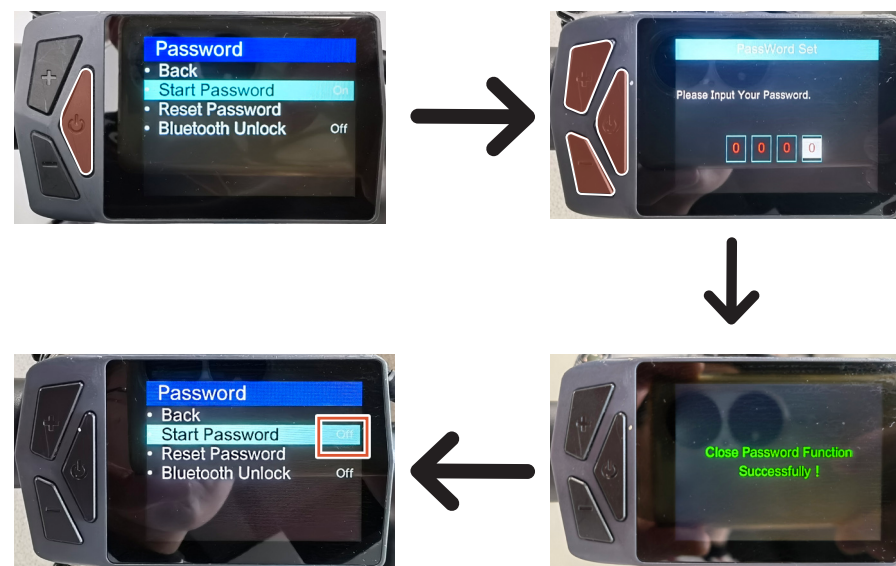 Password
• Back
• Start Password On
• Reset Password
• Bluetooth Unlock Off
PassWord Set
Please Input Your Password.
0 0 0 0
Close Password Function
Successfully !
Password
• Back
Start Password Off
• Reset Password
• Bluetooth Unlock Off